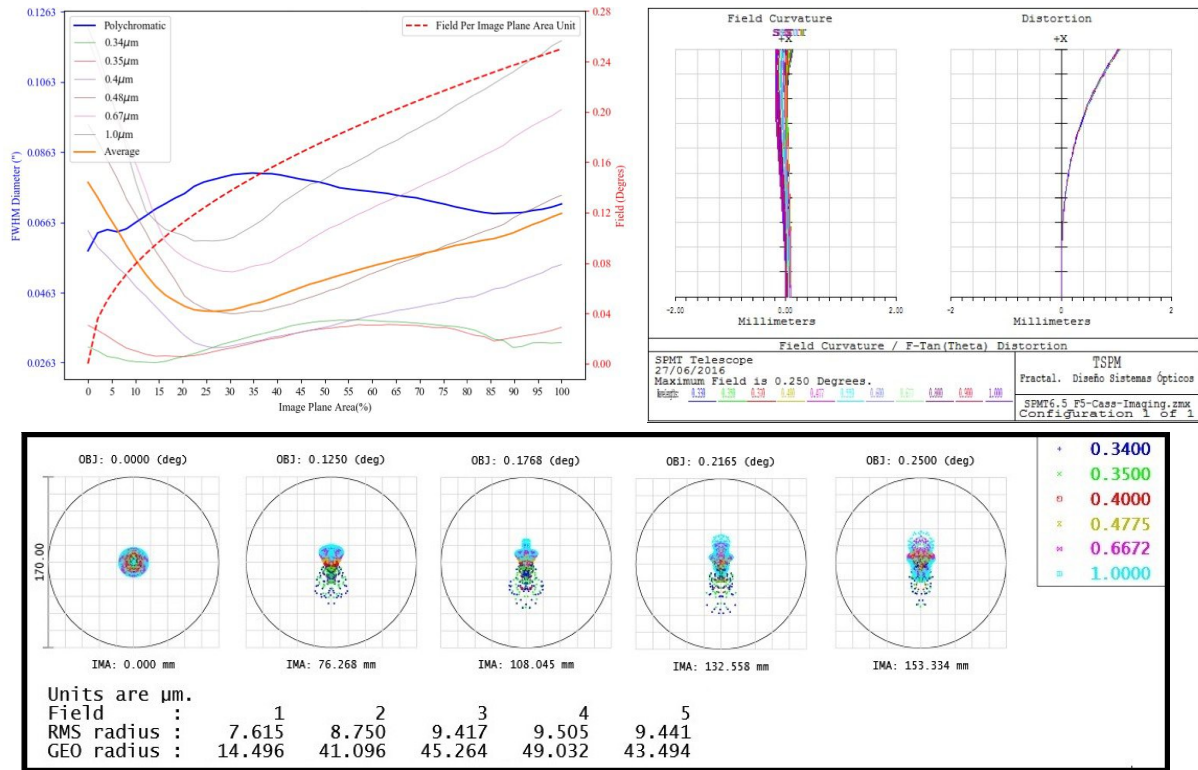 0.1263
0.1063
0.0863
0.0663
0.0463
0.0263
FWHM Diameter (")
Polychromatic
0.34μm
0.35μm
0.4μm
0.48μm
0.67μm
1.0μm
Average
Field Per Image Plane Area Unit
0.28
0.24
0.20
0.16
0.12
0.08
0.04
0.00
Field (Degres)
0 5 10 15 20 25 30 35 40 45 50 55 60 65 70 75 80 85 90 95 100
Image Plane Area(%)
Field Curvature
+X
-2.00 0.00 2.00
Millimeters
Distortion
+X
-2 0 2
Millimeters
Field Curvature / F-Tan(Theta) Distortion
SPMT Telescope
27/06/2016
Maximum Field is 0.250 Degrees.
TSPM
Fractal. Diseño Sistemas Ópticos
SPMT6.5_F5-Cass-Imaging.zmx
Configuration 1 of 1
OBJ: 0.0000 (deg) OBJ: 0.1250 (deg) OBJ: 0.1768 (deg) OBJ: 0.2165 (deg) OBJ: 0.2500 (deg)
170.00
IMA: 0.000 mm IMA: 76.268 mm IMA: 108.045 mm IMA: 132.558 mm IMA: 153.334 mm
0.3400
0.3500
0.4000
0.4775
0.6672
1.0000
Units are μm.
Field : 1 2 3 4 5
RMS radius : 7.615 8.750 9.417 9.505 9.441
GEO radius : 14.496 41.096 45.264 49.032 43.494